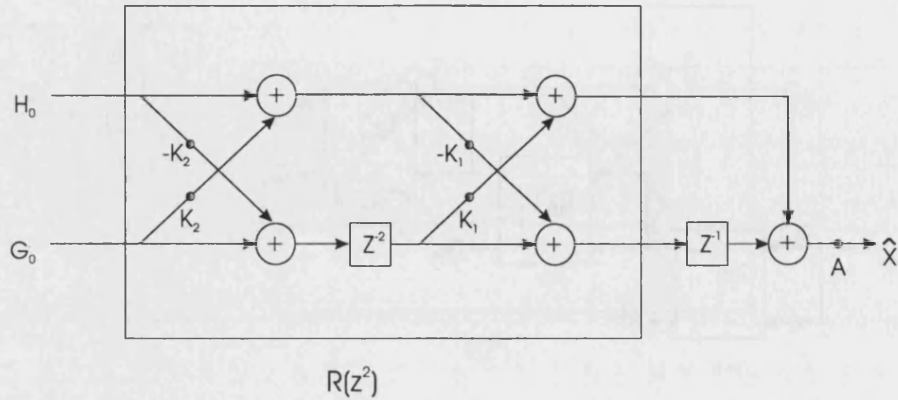 H₀
+
+
-K₂
-K₁
K₂
K₁
G₀
+
Z⁻²
+
Z⁻¹
+
A
X̂
R(z²)